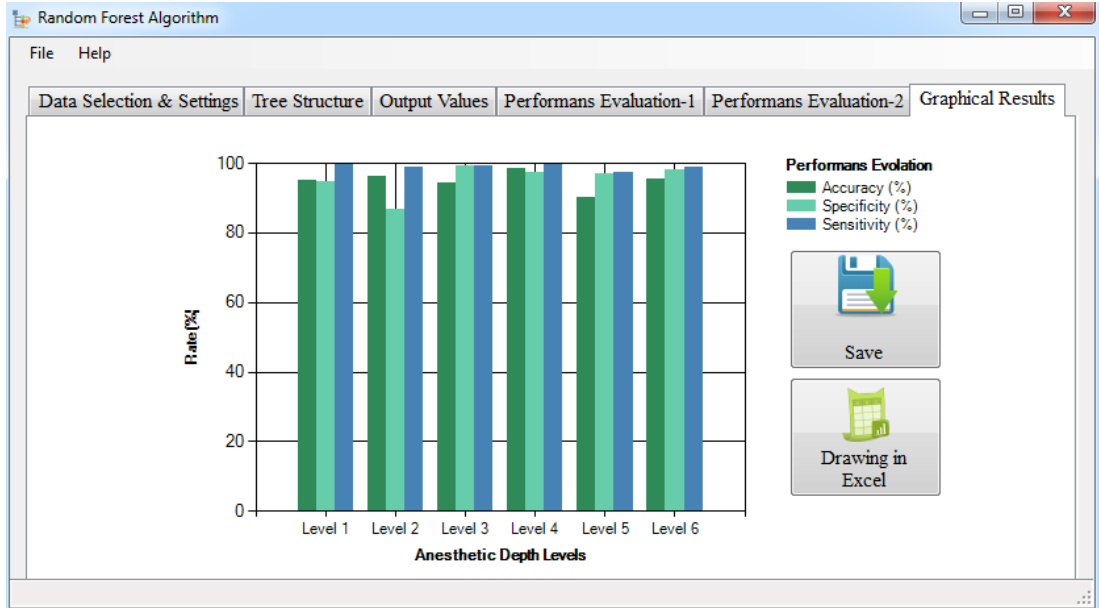 Random Forest Algorithm
File Help
Data Selection & Settings Tree Structure Output Values Performans Evaluation-1 Performans Evaluation-2 Graphical Results
Performans Evolation
Accuracy (%)
Specificity (%)
Sensitivity (%)
100
80
60
40
20
0
Rate(%)
Level 1 Level 2 Level 3 Level 4 Level 5 Level 6
Anesthetic Depth Levels
Save
Drawing in
Excel